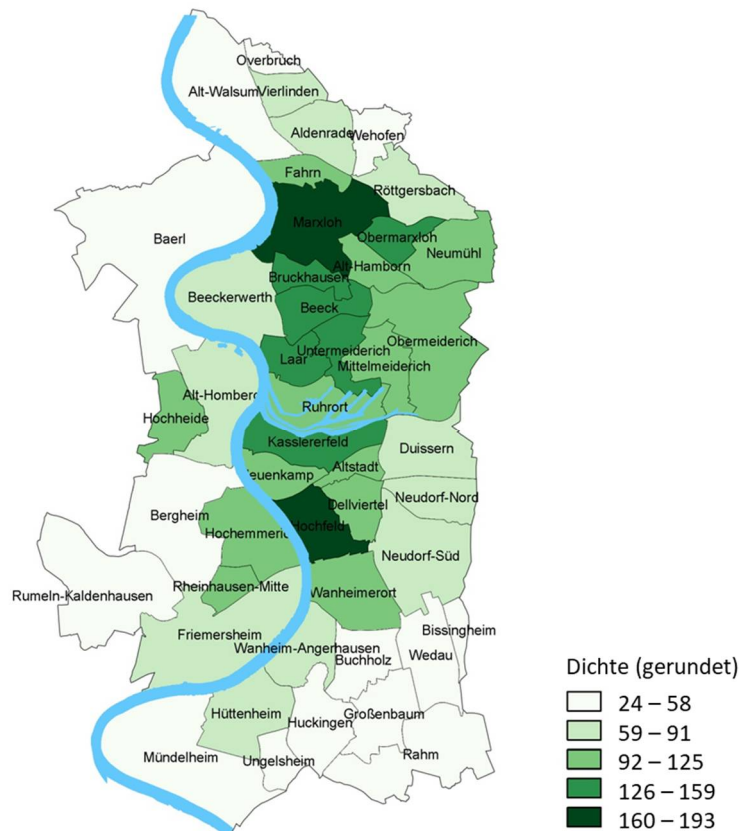 Overbruch
Alt-Walsum
Vierlinden
Aldenrade
Wehofen
Fahrn
Röttgersbach
Marxloh
Obermarxloh
Baerl
Neumühl
Alt-Hamborn
Bruckhausen
Beeckerwerth
Beeck
Obermeiderich
Untermeiderich
Laar
Mittelmeiderich
Alt-Homberg
Ruhrort
Hochheide
Kasslererfeld
Duissern
Altstadt
euenkamp
Neudorf-Nord
Dellviertel
Bergheim
Hochfeld
Hochemmeric
Neudorf-Süd
Rheinhausen-Mitte
Wanheimerort
Rumeln-Kaldenhausen
Bissingheim
Friemersheim
Wanheim-Angerhausen
Wedau
Buchholz
Hüttenheim
Großenbaum
Huckingen
Rahm
Mündelheim
Ungelsheim
Dichte (gerundet)
24 – 58
59 – 91
92 – 125
126 – 159
160 – 193